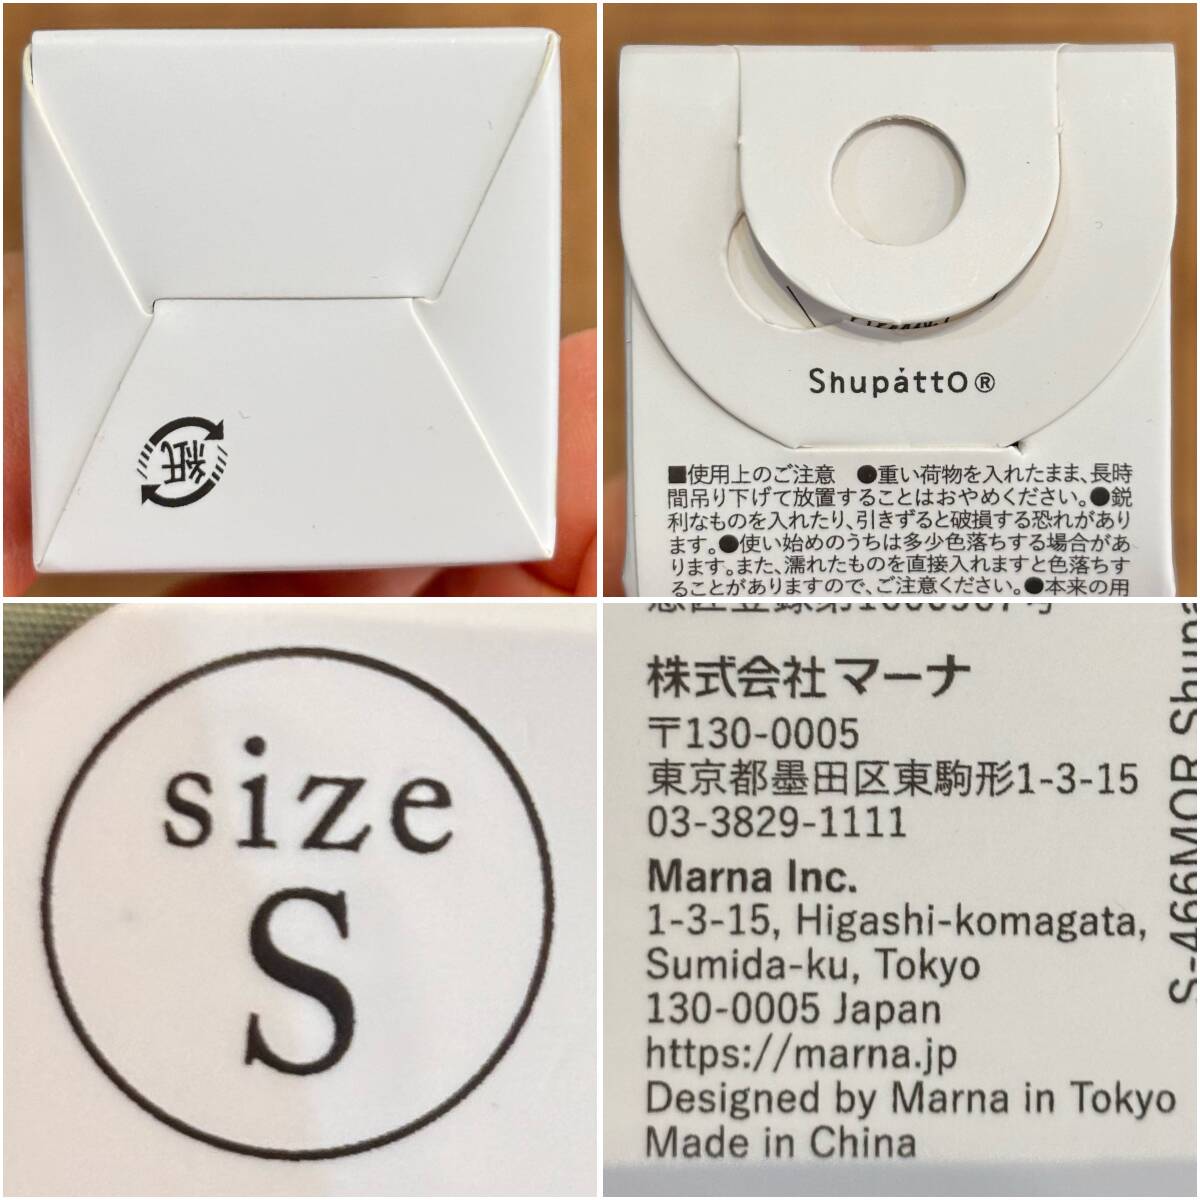 紙
Shupatto®
■使用上のご注意　●重い荷物を入れたまま、長時
間吊り下げて放置することはおやめください。●鋭
利なものを入れたり、引きずると破損する恐れがあり
ます。●使い始めのうちは多少色落ちする場合があ
ります。また、濡れたものを直接入れますと色落ちす
ることがありますので、ご注意ください。●本来の用
size
S
株式会社マーナ
〒130-0005
東京都墨田区東駒形1-3-15
03-3829-1111
Marna Inc.
1-3-15, Higashi-komagata,
Sumida-ku, Tokyo
130-0005 Japan
https://marna.jp
Designed by Marna in Tokyo
Made in China
S-466MOR Shupa